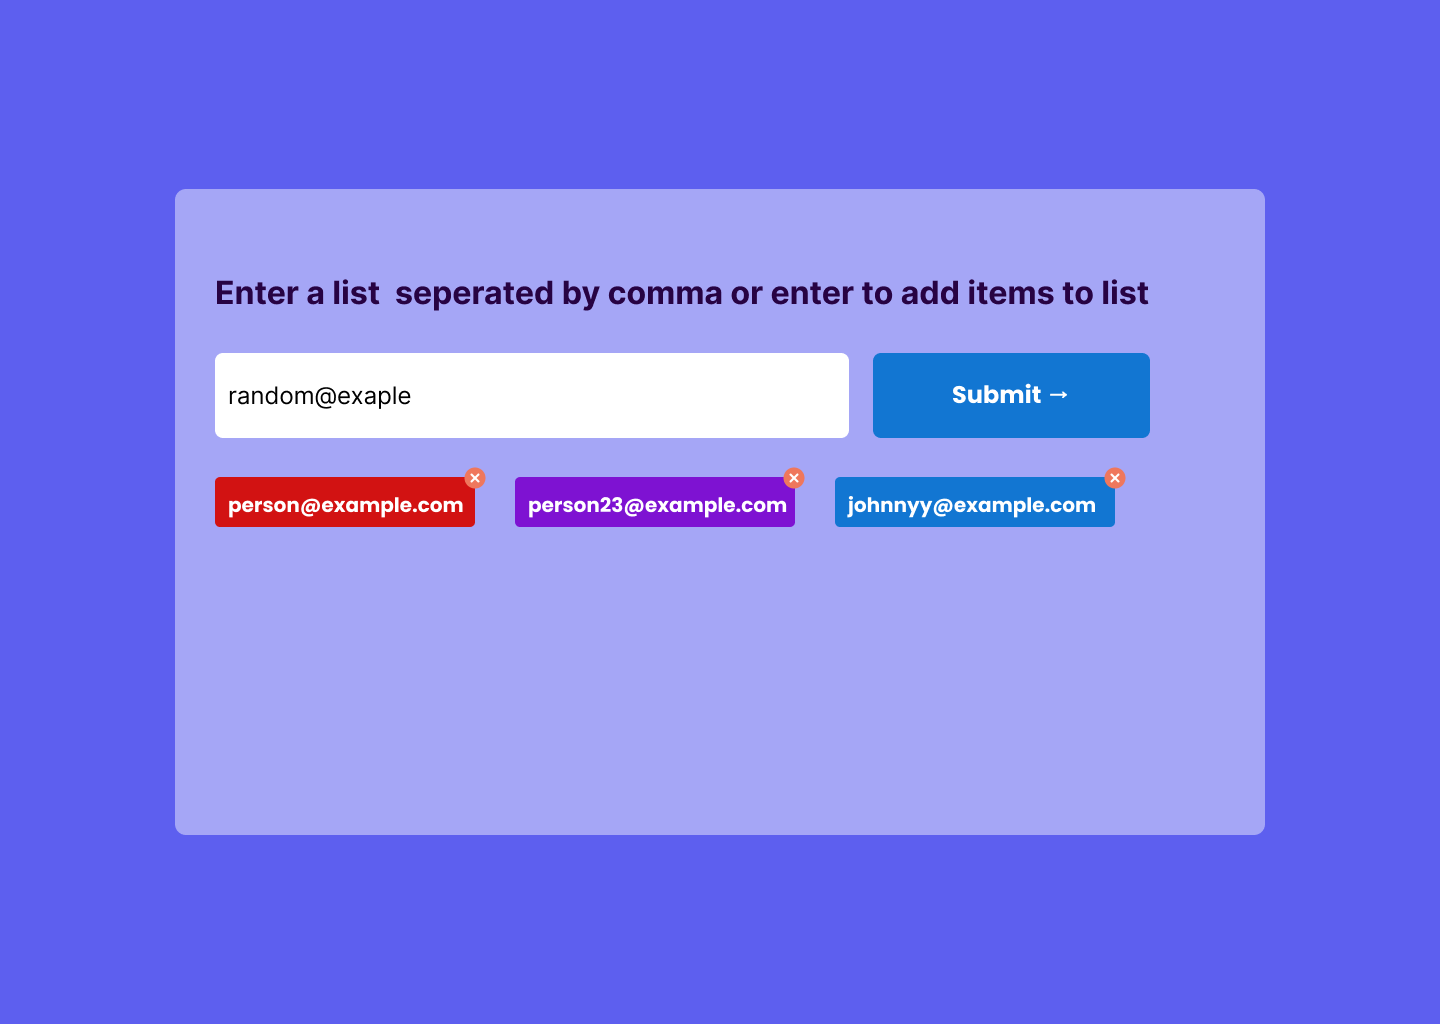 Enter a list  seperated by comma or enter to add items to list
random@exaple
Submit →
person@example.com
person23@example.com
johnnyy@example.com